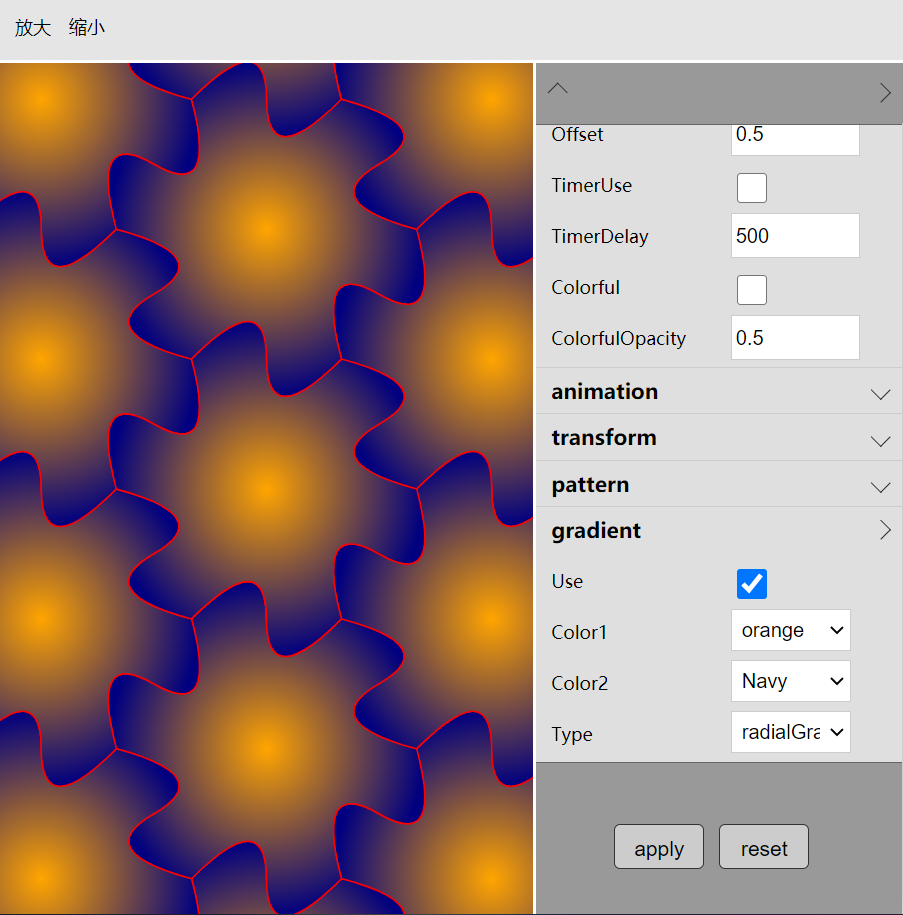 放大 缩小
Offset 0.5
TimerUse
TimerDelay 500
Colorful
ColorfulOpacity 0.5
animation
transform
pattern
gradient
Use
Color1 orange
Color2 Navy
Type radialGra
apply reset